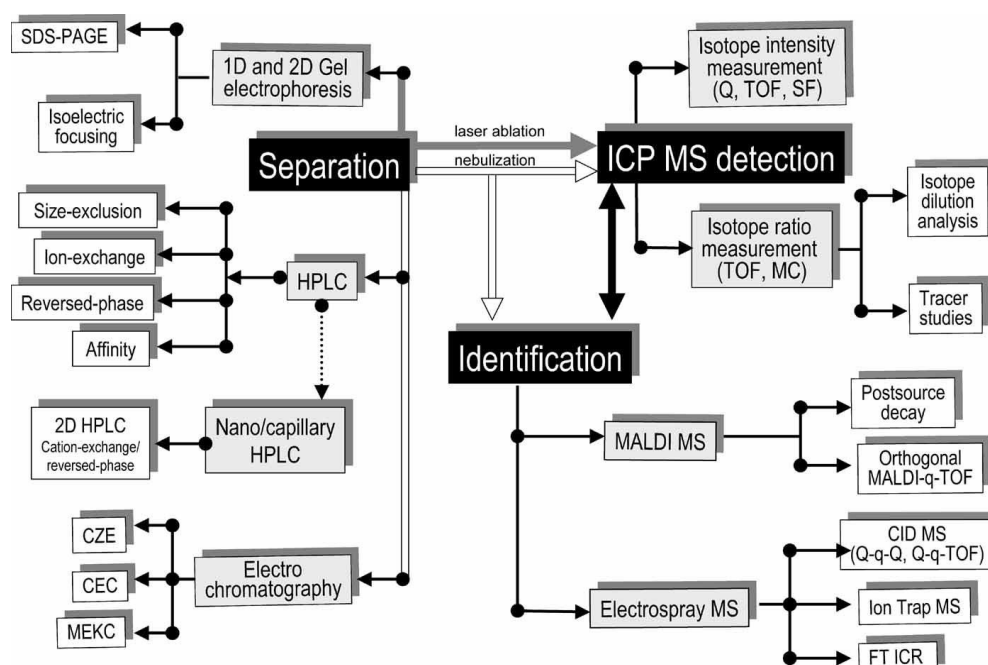 SDS-PAGE
1D and 2D Gel
electrophoresis
Isoelectric
focusing
Separation
laser ablation
nebulization
ICP MS detection
Isotope intensity
measurement
(Q, TOF, SF)
Isotope ratio
measurement
(TOF, MC)
Isotope
dilution
analysis
Tracer
studies
Size-exclusion
Ion-exchange
Reversed-phase
Affinity
HPLC
Nano/capillary
HPLC
2D HPLC
Cation-exchange/
reversed-phase
CZE
CEC
MEKC
Electro
chromatography
Identification
MALDI MS
Postsource
decay
Orthogonal
MALDI-q-TOF
Electrospray MS
CID MS
(Q-q-Q, Q-q-TOF)
Ion Trap MS
FT ICR